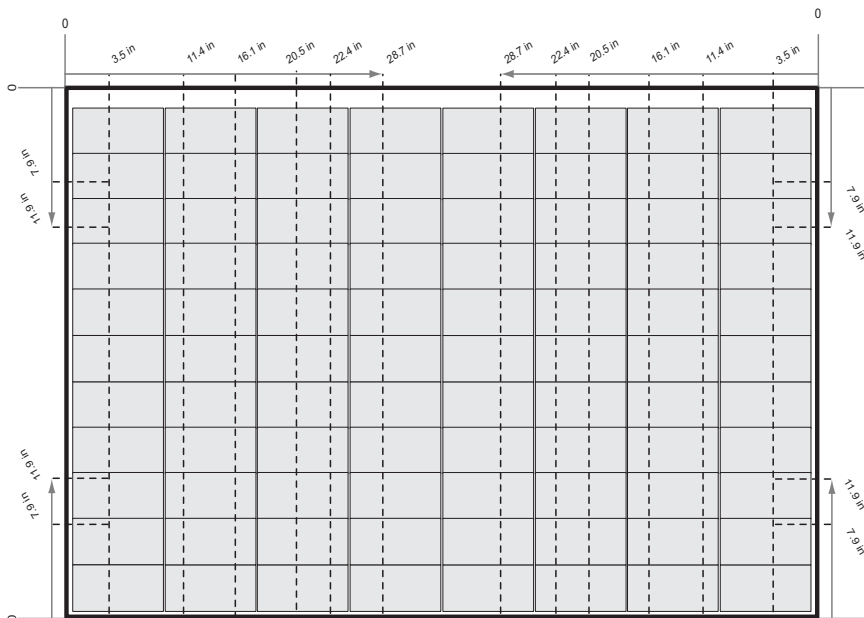 0
0
3.5 in
11.4 in
16.1 in
20.5 in
22.4 in
28.7 in
28.7 in
22.4 in
20.5 in
16.1 in
11.4 in
3.5 in
0
7.9 in
7.9 in
11.9 in
11.9 in
11.9 in
11.9 in
7.9 in
7.9 in
0